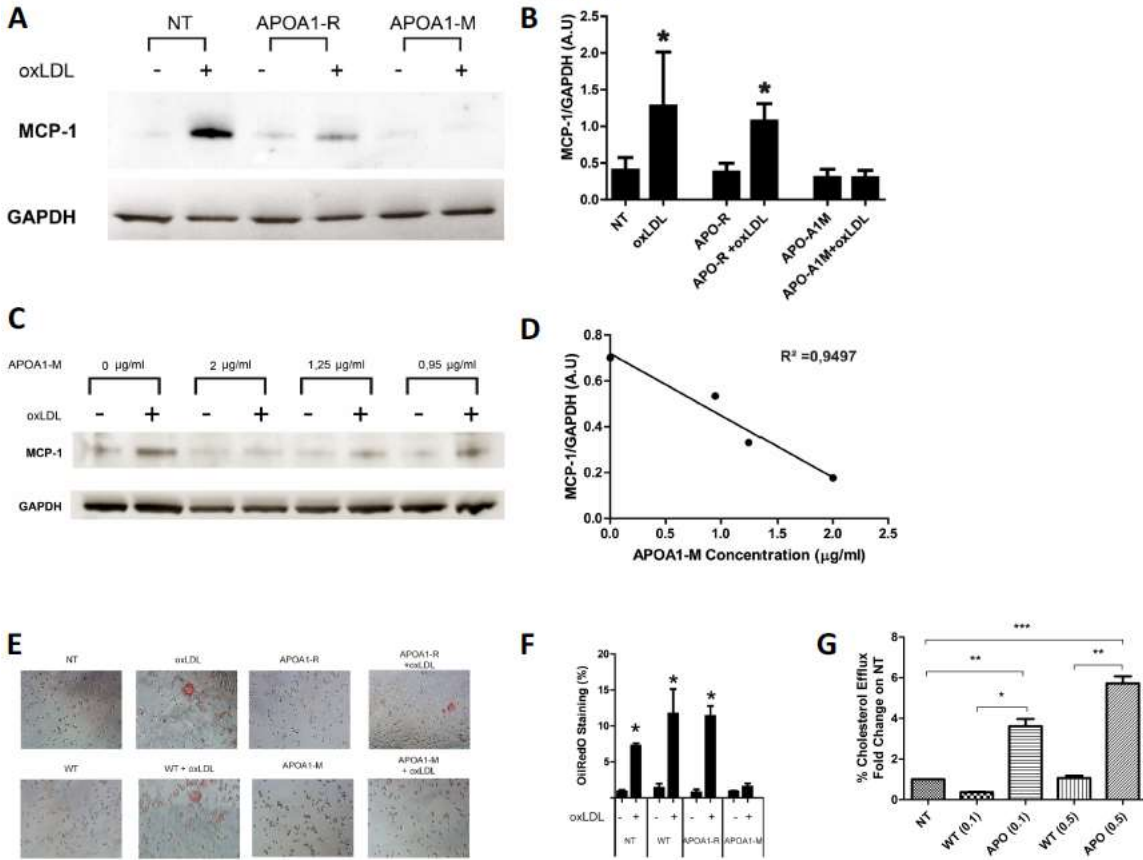 A
NT APOA1-R APOA1-M
oxLDL - + - + - +
MCP-1
GAPDH
B
MCP-1/GAPDH (A.U)
2.5
2.0
1.5
1.0
0.5
0.0
* *
NT
oxLDL
APO-R
APO-R +oxLDL
APO-A1M
APO-A1M+oxLDL
C
APOA1-M 0 µg/ml 2 µg/ml 1,25 µg/ml 0,95 µg/ml
oxLDL - + - + - + - +
MCP-1
GAPDH
D
MCP-1/GAPDH (A.U)
0.8
0.6
0.4
0.2
0.0
R² =0,9497
0.0 0.5 1.0 1.5 2.0 2.5
APOA1-M Concentration (µg/ml)
E
NT oxLDL APOA1-R APOA1-R
+oxLDL
WT WT + oxLDL APOA1-M APOA1-M
+ oxLDL
F
OilRedO Staining (%)
20
15
10
5
* * *
oxLDL - + - + - + - +
NT WT APOA1-R APOA1-M
G
% Cholesterol Efflux
Fold Change on NT
8
6
4
2
0
***
** **
*
NT
WT (0.1)
APO (0.1)
WT (0.5)
APO (0.5)